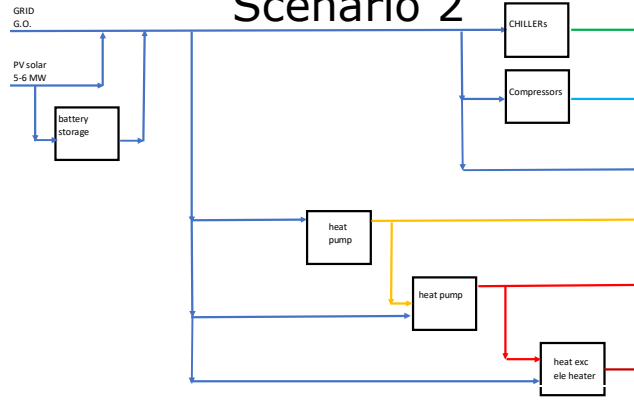 Scenario 2
GRID
G.O.
CHILLERs
PV solar
5-6 MW
Compressors
battery
storage
heat
pump
heat pump
heat exc
ele heater